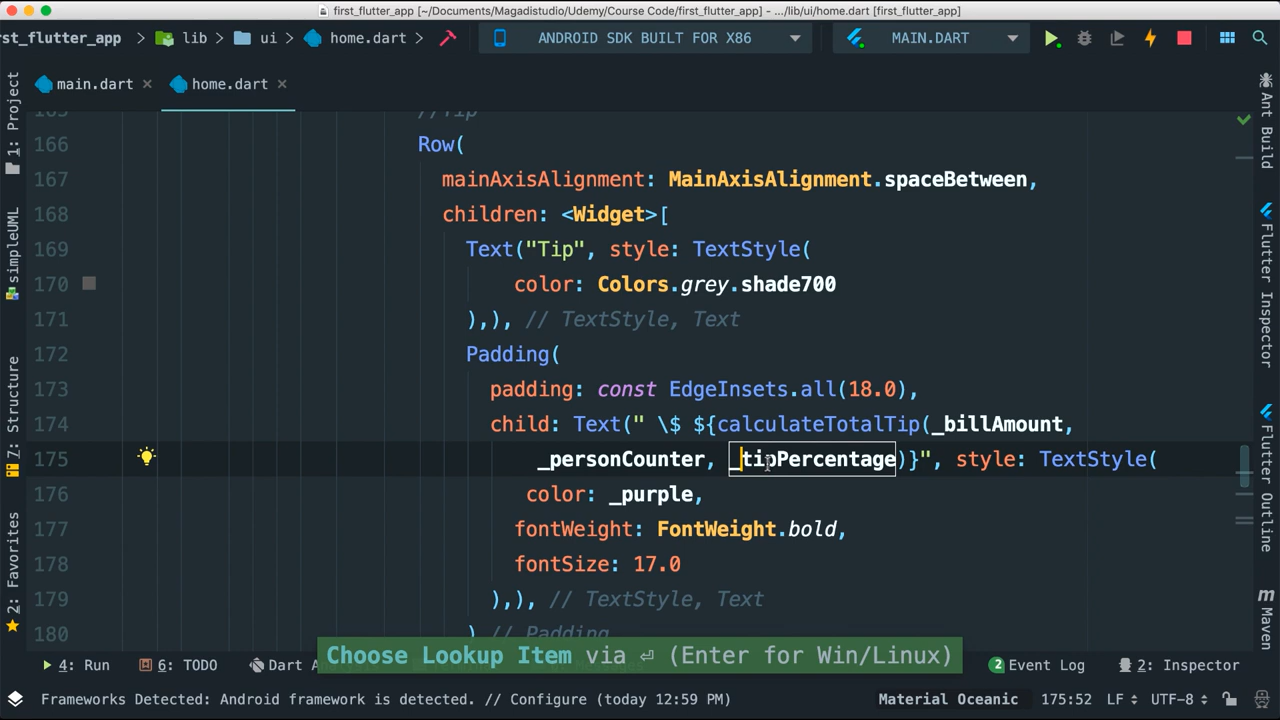 first_flutter_app [~/Documents/Magadistudio/Udemy/Course Code/first_flutter_app] - .../lib/ui/home.dart [first_flutter_app]
rst_flutter_app lib ui home.dart ANDROID SDK BUILT FOR X86 MAIN.DART
main.dart home.dart
1: Project
simpleUML
7: Structure
2: Favorites
//Tip
166 Row(
167 mainAxisAlignment: MainAxisAlignment.spaceBetween,
168 children: <Widget>[
169 Text("Tip", style: TextStyle(
170 color: Colors.grey.shade700
171 ),), // TextStyle, Text
172 Padding(
173 padding: const EdgeInsets.all(18.0),
174 child: Text(" \$ ${calculateTotalTip(_billAmount,
175 _personCounter, _tipPercentage)}", style: TextStyle(
176 color: _purple,
177 fontWeight: FontWeight.bold,
178 fontSize: 17.0
179 ),), // TextStyle, Text
180 ) // Padding
Ant Build
Flutter Inspector
Flutter Outline
Maven
Choose Lookup Item via ⏎ (Enter for Win/Linux)
4: Run 6: TODO Dart 2 Event Log 2: Inspector
Frameworks Detected: Android framework is detected. // Configure (today 12:59 PM) Material Oceanic 175:52 LF UTF-8